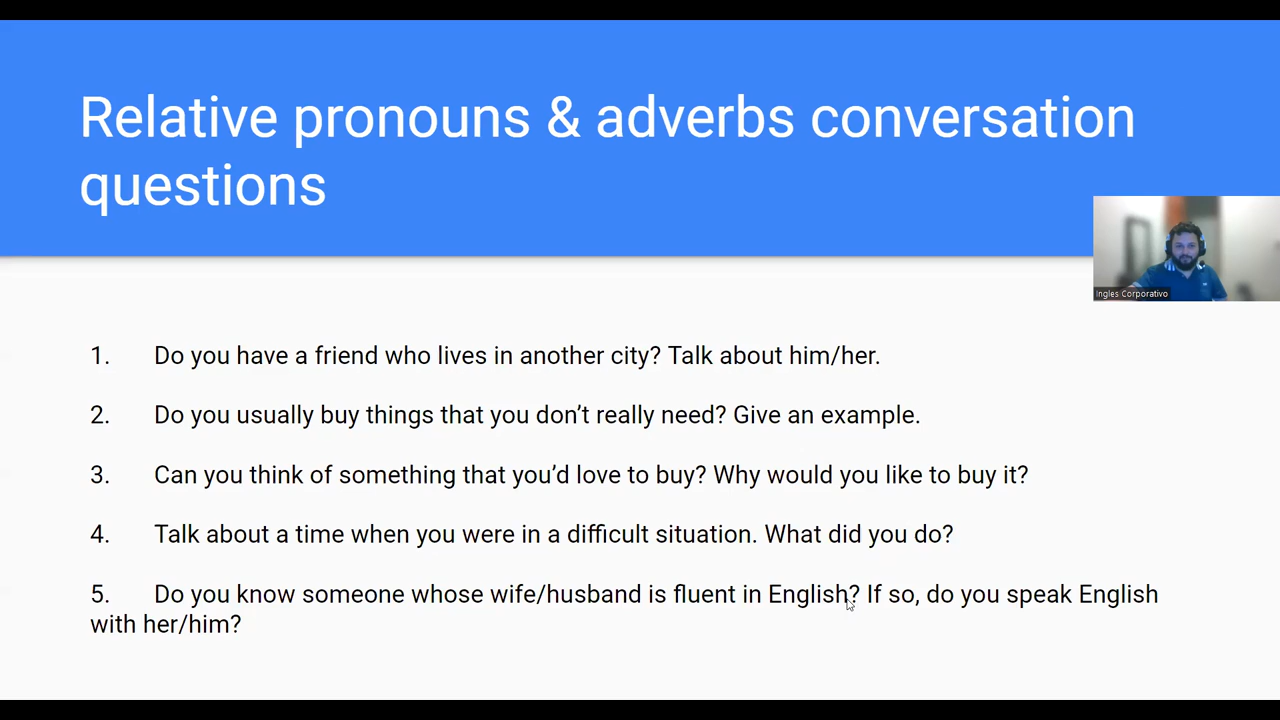 Relative pronouns & adverbs conversation
questions
Ingles Corporativo
1. Do you have a friend who lives in another city? Talk about him/her.
2. Do you usually buy things that you don’t really need? Give an example.
3. Can you think of something that you’d love to buy? Why would you like to buy it?
4. Talk about a time when you were in a difficult situation. What did you do?
5. Do you know someone whose wife/husband is fluent in English? If so, do you speak English
with her/him?